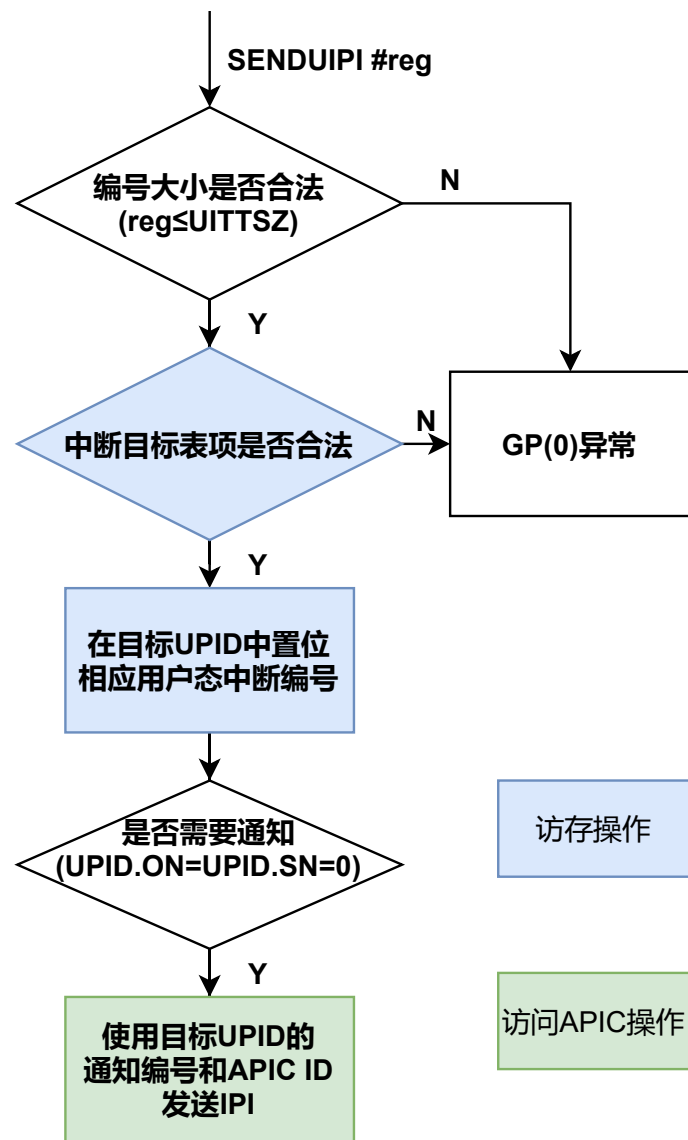 SENDUIPI #reg
编号大小是否合法
(reg≤UITTSZ)
N
Y
中断目标表项是否合法
N
GP(0)异常
Y
在目标UPID中置位
相应用户态中断编号
是否需要通知
(UPID.ON=UPID.SN=0)
访存操作
Y
使用目标UPID的
通知编号和APIC ID
发送IPI
访问APIC操作